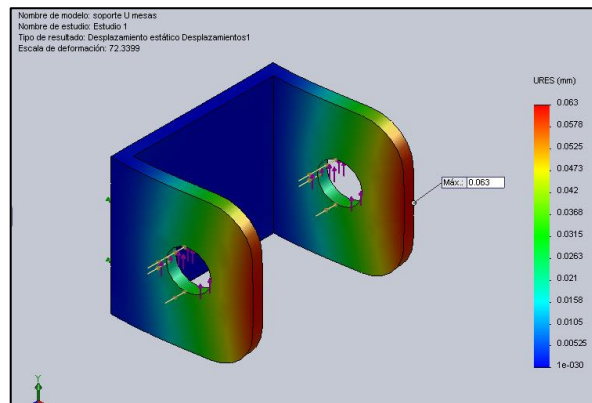 Nombre de modelo: soporte U mesas
Nombre de estudio: Estudio 1
Tipo de resultado: Desplazamiento estático Desplazamientos1
Escala de deformación: 72.3399
URES (mm)
0.063
0.0578
0.0525
0.0473
0.042
0.0368
0.0315
0.0263
0.021
0.0158
0.0105
0.00525
1e-030
Máx.: 0.063
Y